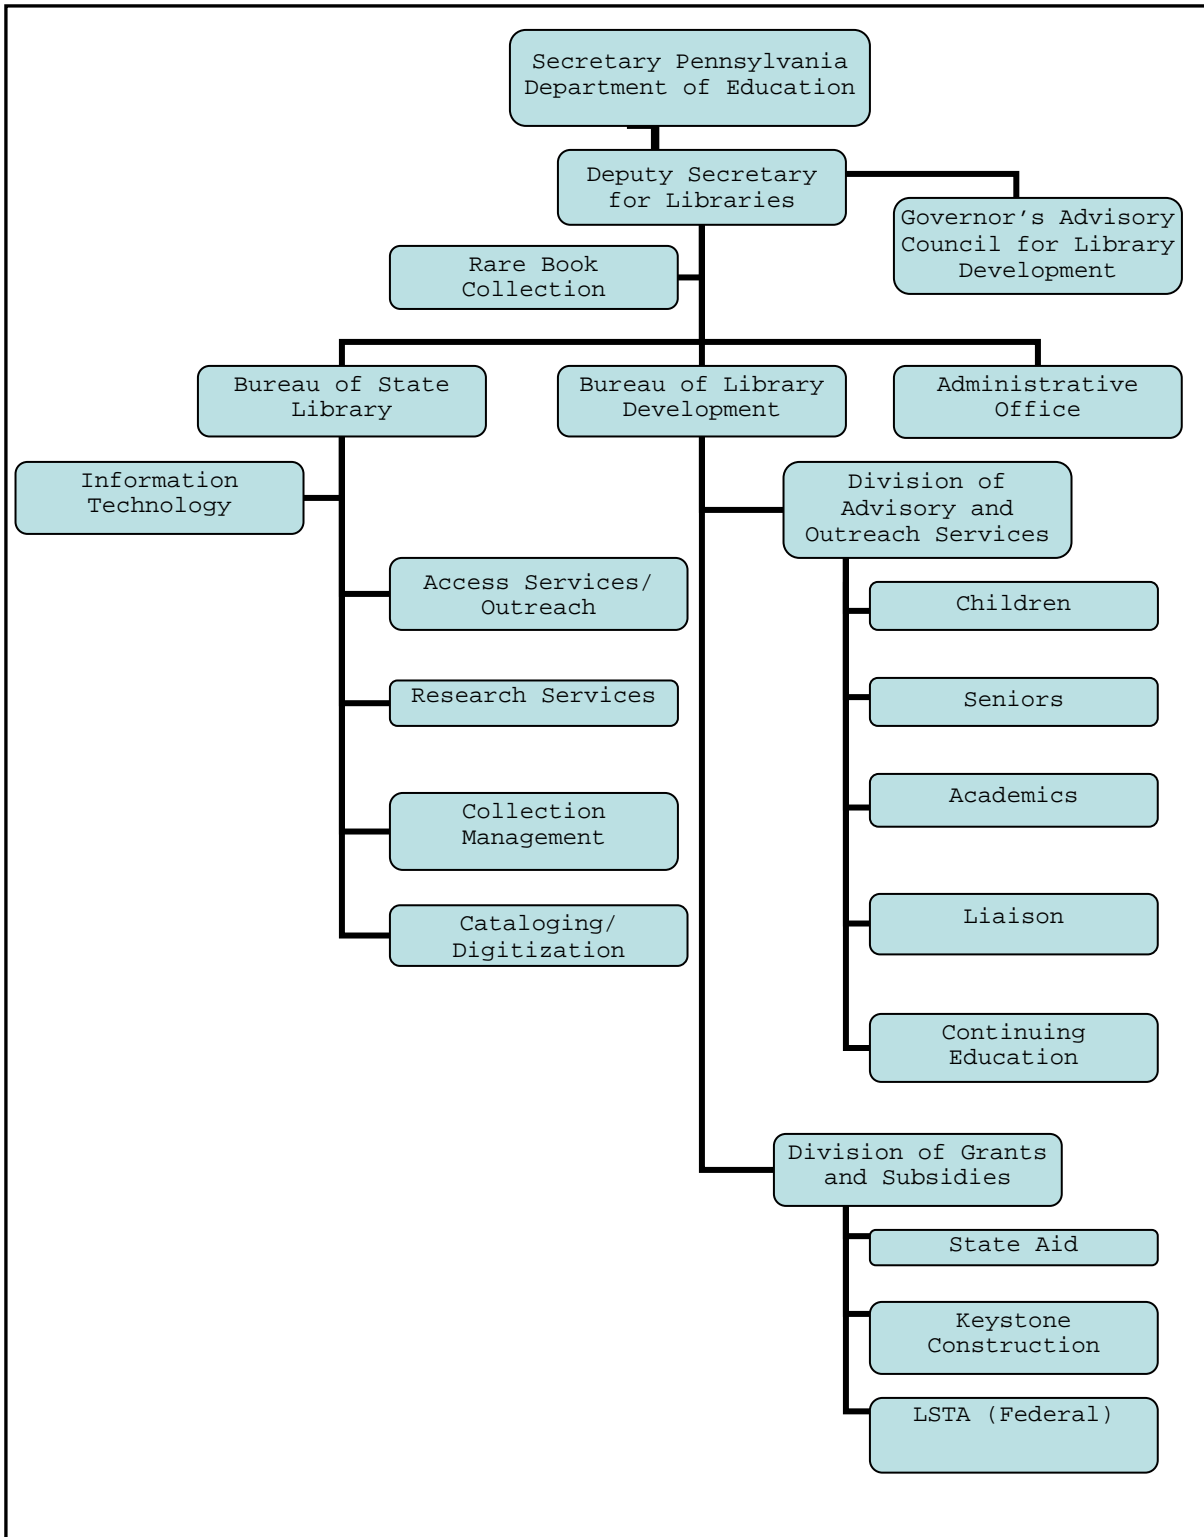 Secretary Pennsylvania
Department of Education
Deputy Secretary
for Libraries
Governor's Advisory
Council for Library
Development
Rare Book
Collection
Bureau of State
Library
Bureau of Library
Development
Administrative
Office
Information
Technology
Division of
Advisory and
Outreach Services
Access Services/
Outreach
Research Services
Collection
Management
Cataloging/
Digitization
Children
Seniors
Academics
Liaison
Continuing
Education
Division of Grants
and Subsidies
State Aid
Keystone
Construction
LSTA (Federal)